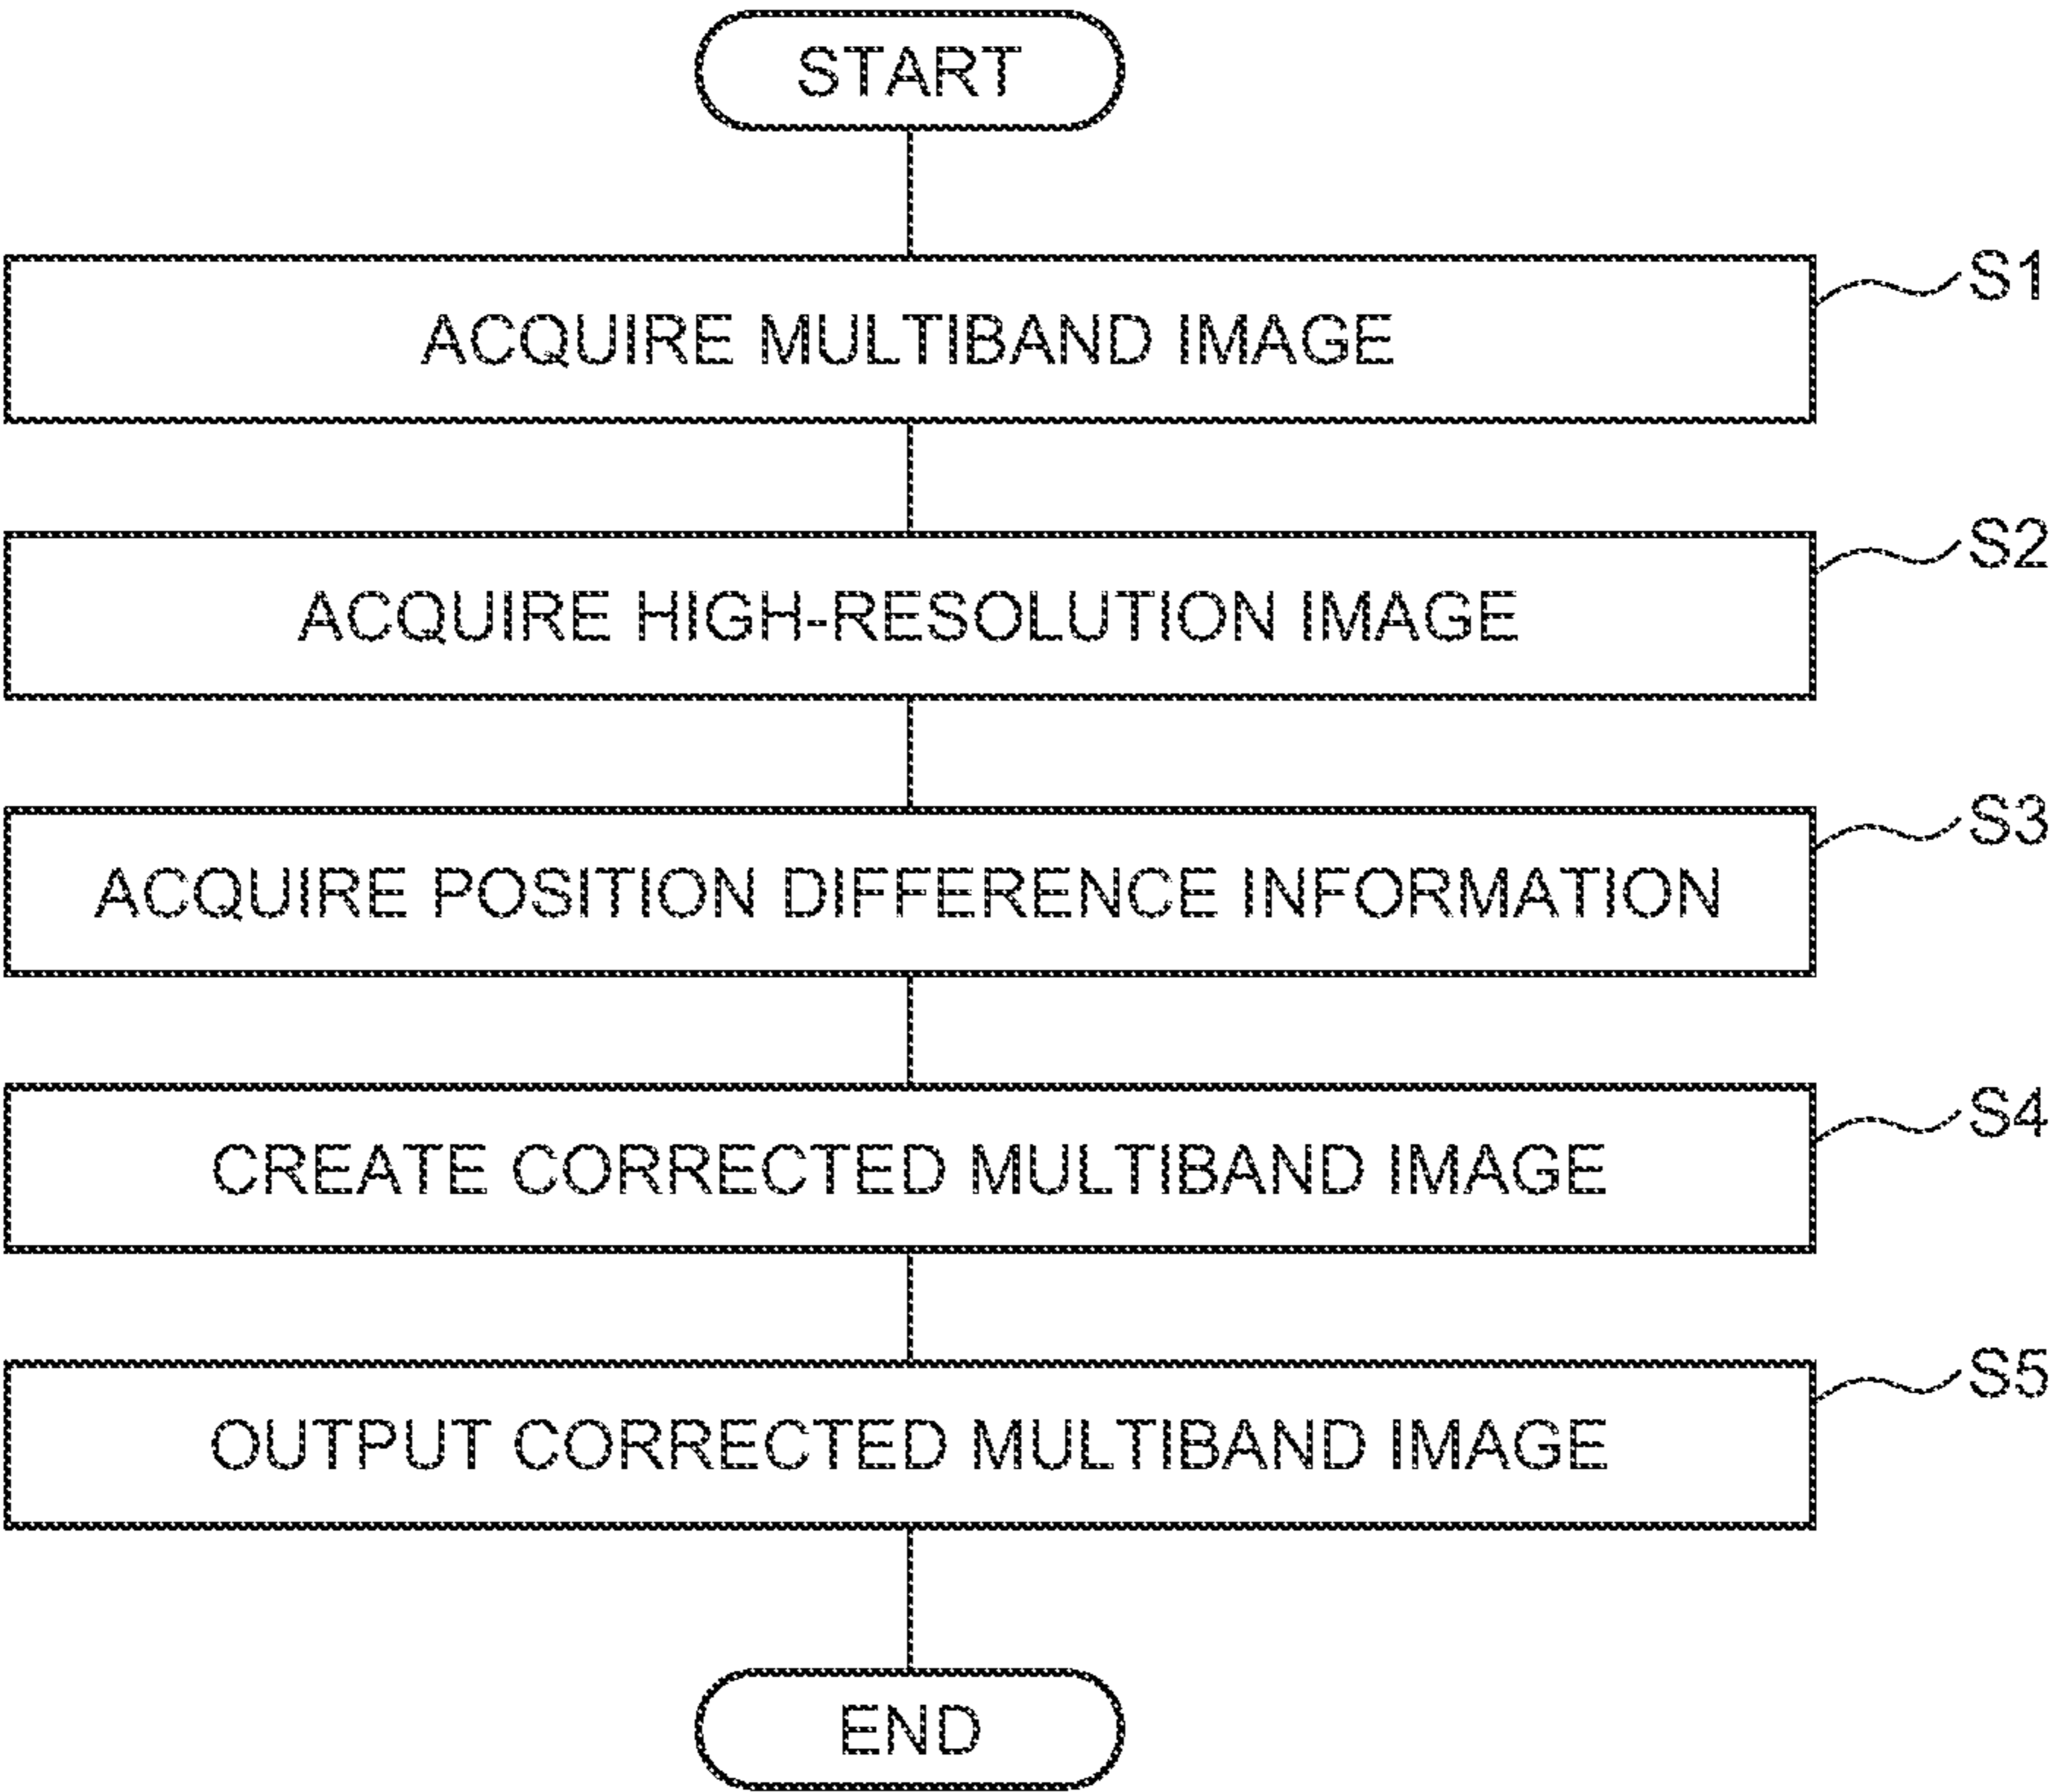 START
ACQUIRE MULTIBAND IMAGE
S1
ACQUIRE HIGH-RESOLUTION IMAGE
S2
ACQUIRE POSITION DIFFERENCE INFORMATION
S3
CREATE CORRECTED MULTIBAND IMAGE
S4
OUTPUT CORRECTED MULTIBAND IMAGE
S5
END